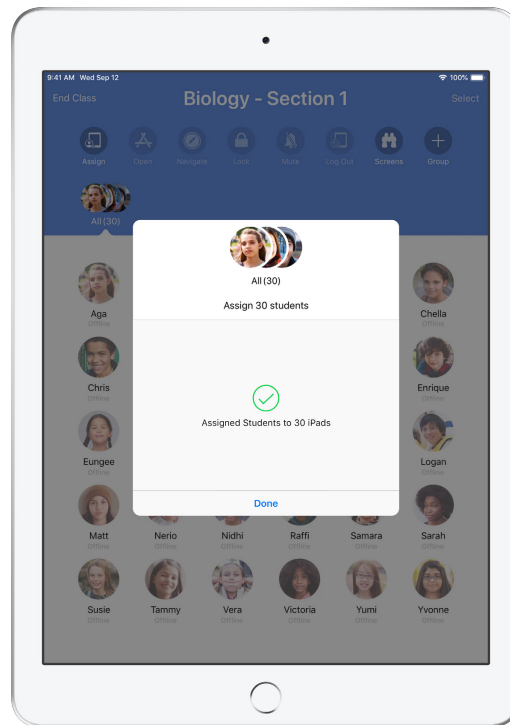 9:41 AM Wed Sep 12
100%
End Class
Biology - Section 1
Select
Assign
Open
Navigate
Lock
Mute
Log Out
Screens
Group
All (30)
All (30)
Assign 30 students
Assigned Students to 30 iPads
Done
Aga
Offline
Chella
Offline
Chris
Offline
Enrique
Offline
Eungee
Offline
Logan
Offline
Matt Nerio Nidhi Raffi Samara Sarah
Offline Offline Offline Offline Offline Offline
Susie Tammy Vera Victoria Yumi Yvonne
Offline Offline Offline Offline Offline Offline